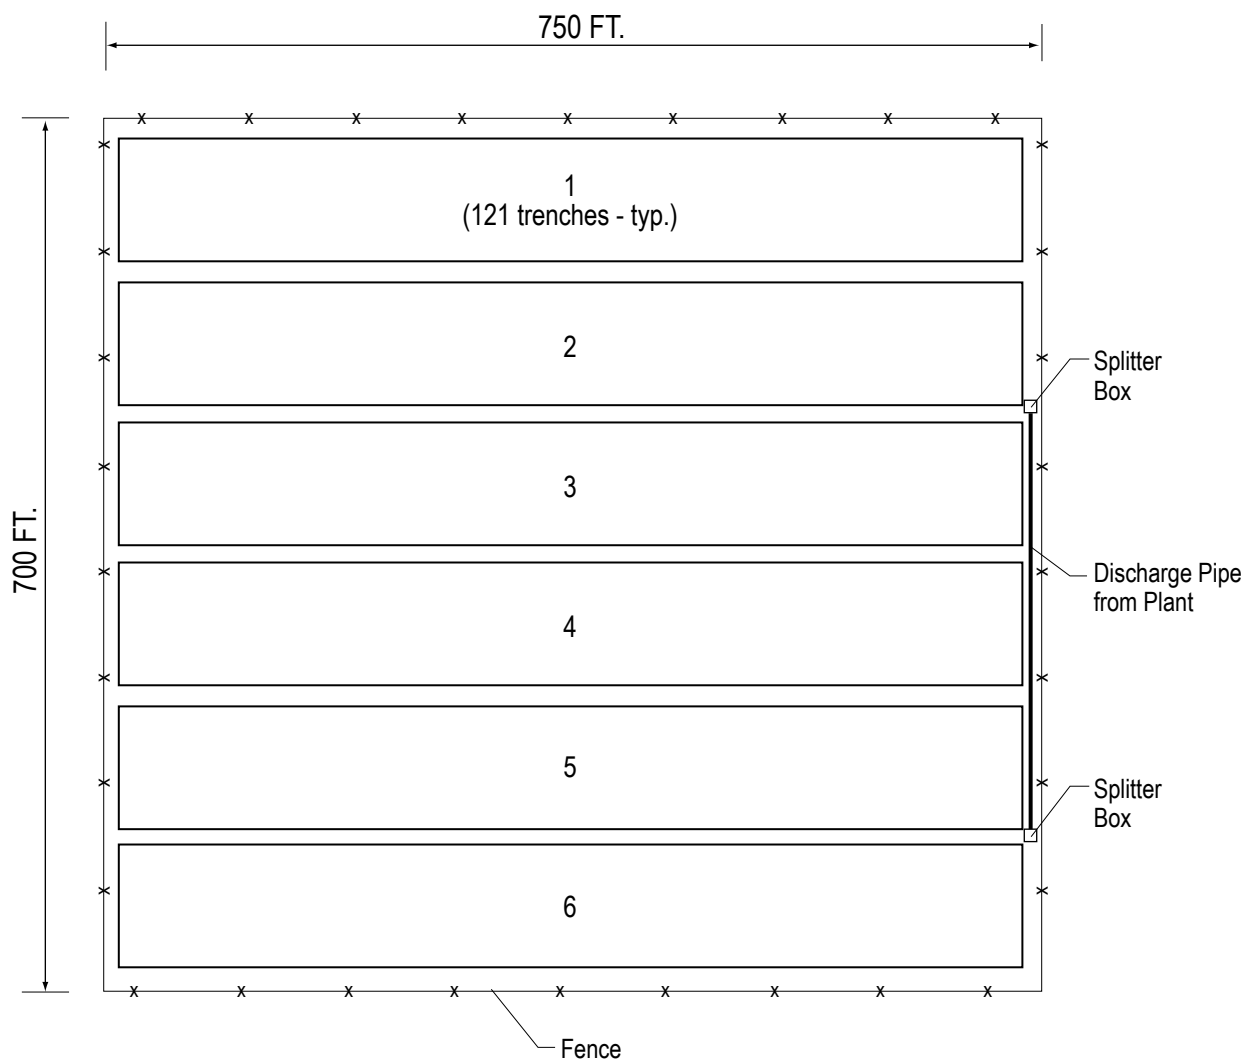 750 FT.
1
(121 trenches - typ.)
2
Splitter
Box
3
700 FT.
Discharge Pipe
from Plant
4
5
Splitter
Box
6
Fence